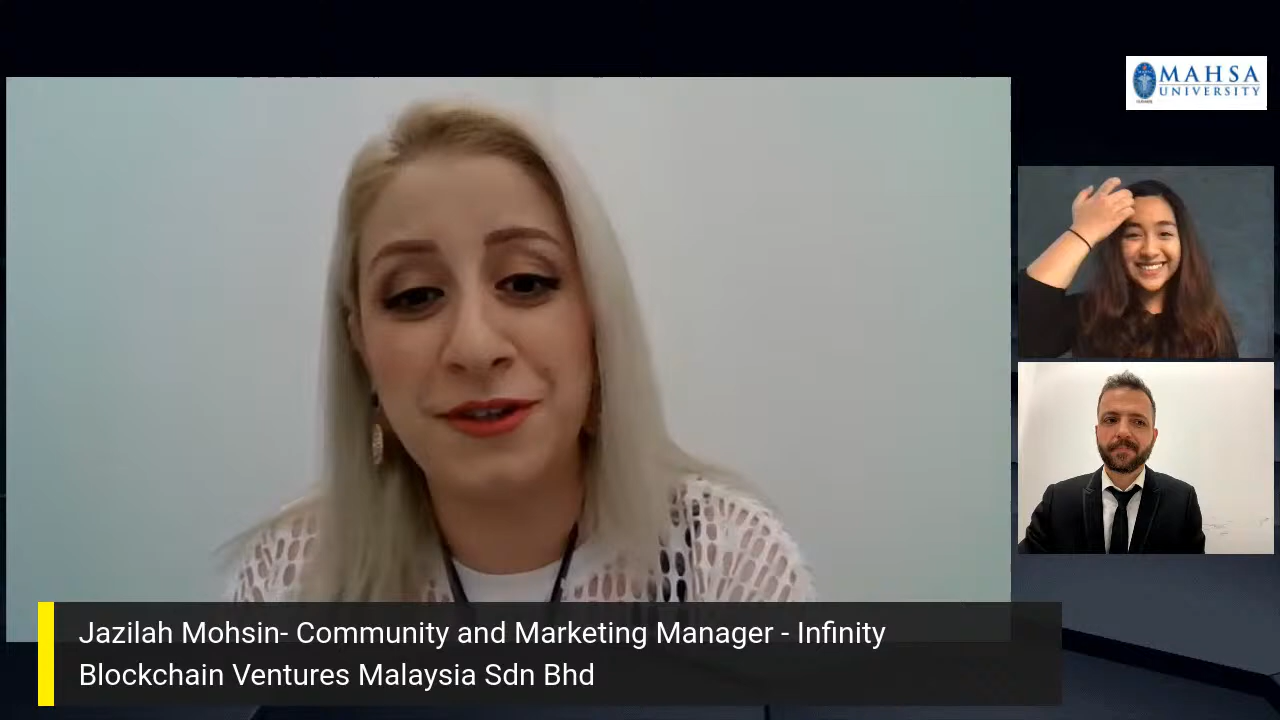 MAHSA
UNIVERSITY
Jazilah Mohsin- Community and Marketing Manager - Infinity
Blockchain Ventures Malaysia Sdn Bhd